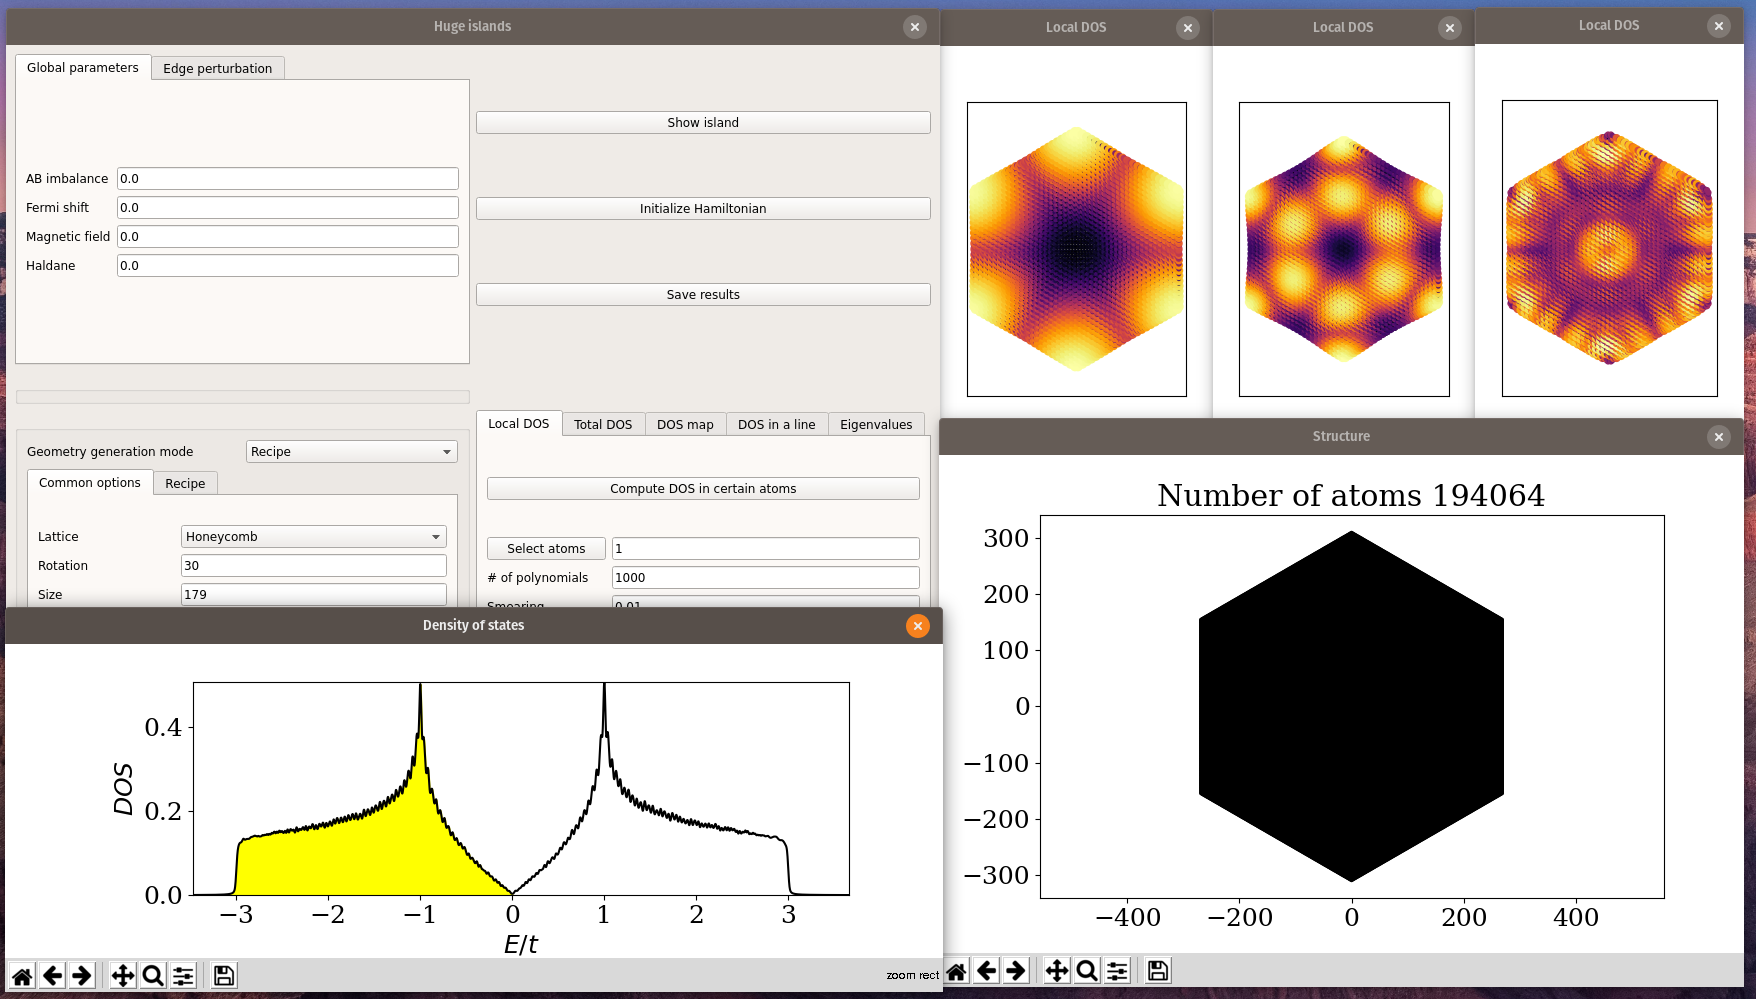 Huge islands
Global parameters
Edge perturbation
AB imbalance 0.0
Fermi shift 0.0
Magnetic field 0.0
Haldane 0.0
Show island
Initialize Hamiltonian
Save results
Geometry generation mode Recipe
Common options
Recipe
Lattice Honeycomb
Rotation 30
Size 179
Local DOS
Total DOS
DOS map
DOS in a line
Eigenvalues
Compute DOS in certain atoms
Select atoms 1
# of polynomials 1000
Smearing 0.01
Local DOS
Local DOS
Local DOS
Structure
Number of atoms 194064
300
200
100
0
−100
−200
−300
−400 −200 0 200 400
Density of states
DOS
0.4
0.2
0.0
−3 −2 −1 0 1 2 3
E/t
zoom rect